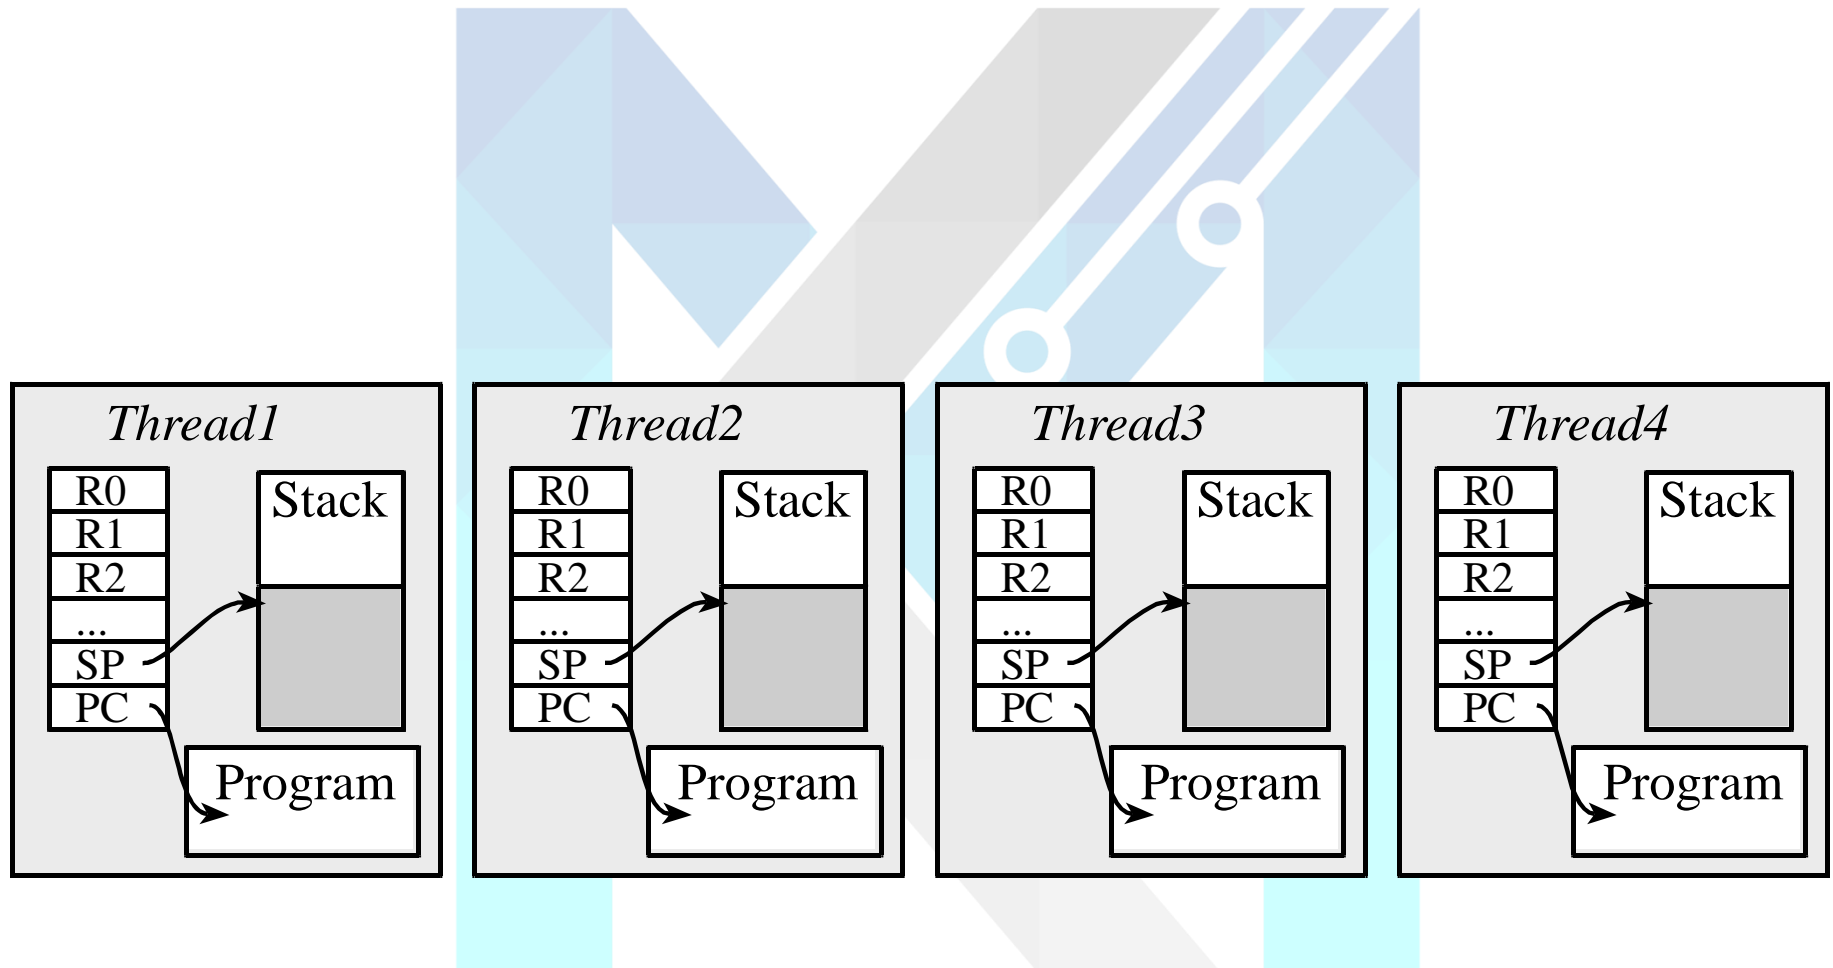 Thread1
R0
R1
R2
...
SP
PC
Stack
Program
Thread2
R0
R1
R2
...
SP
PC
Stack
Program
Thread3
R0
R1
R2
...
SP
PC
Stack
Program
Thread4
R0
R1
R2
...
SP
PC
Stack
Program